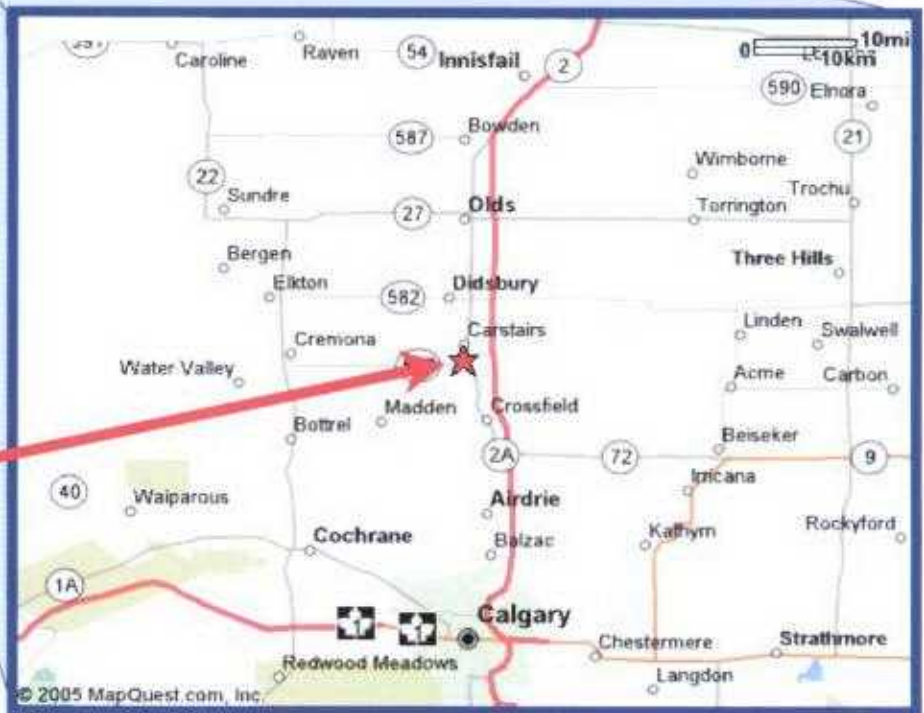 Caroline
Raven
54
Innisfail
2
0 10mi
10km
590
Elnora
587
Bowden
21
22
Sundre
Wimborne
Trochu
27
Olds
Torrington
Bergen
Elkton
582
Didsbury
Three Hills
Carstairs
Linden
Swalwell
Cremona
Water Valley
Acme
Carbon
Madden
Crossfield
Bottrel
Beiseker
2A
72
9
40
Waiparous
Irricana
Airdrie
Cochrane
Balzac
Kathyrn
Rockyford
1A
1
1
Calgary
Chestermere
Strathmore
Redwood Meadows
Langdon
© 2005 MapQuest.com, Inc.